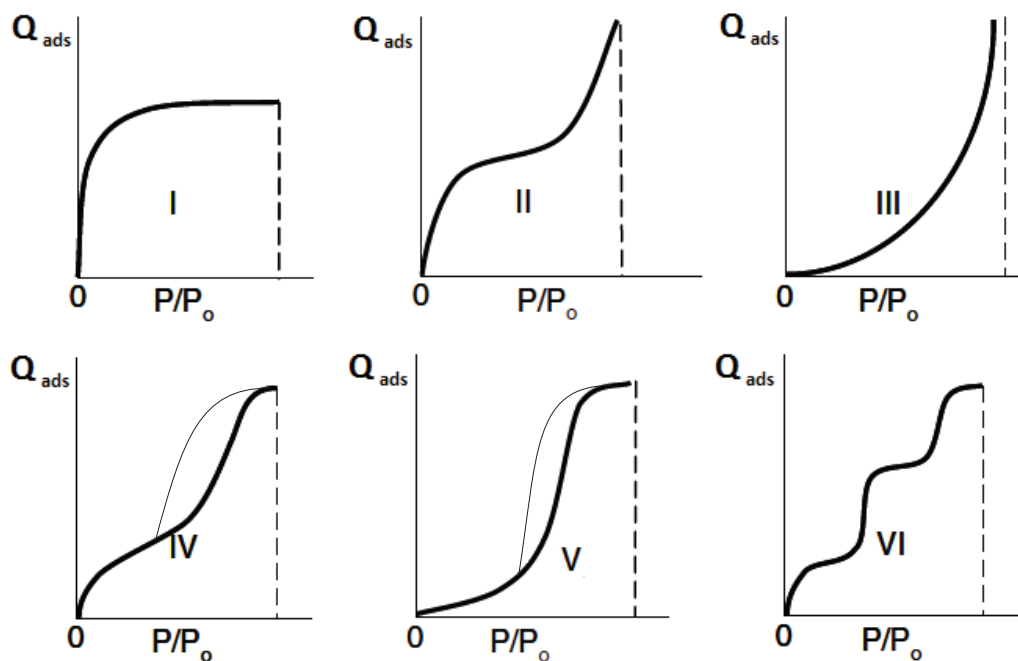 Q ads
I
0
P/Po
Q ads
II
0
P/Po
Q ads
III
0
P/Po
Q ads
IV
0
P/Po
Q ads
V
0
P/Po
Q ads
VI
0
P/Po